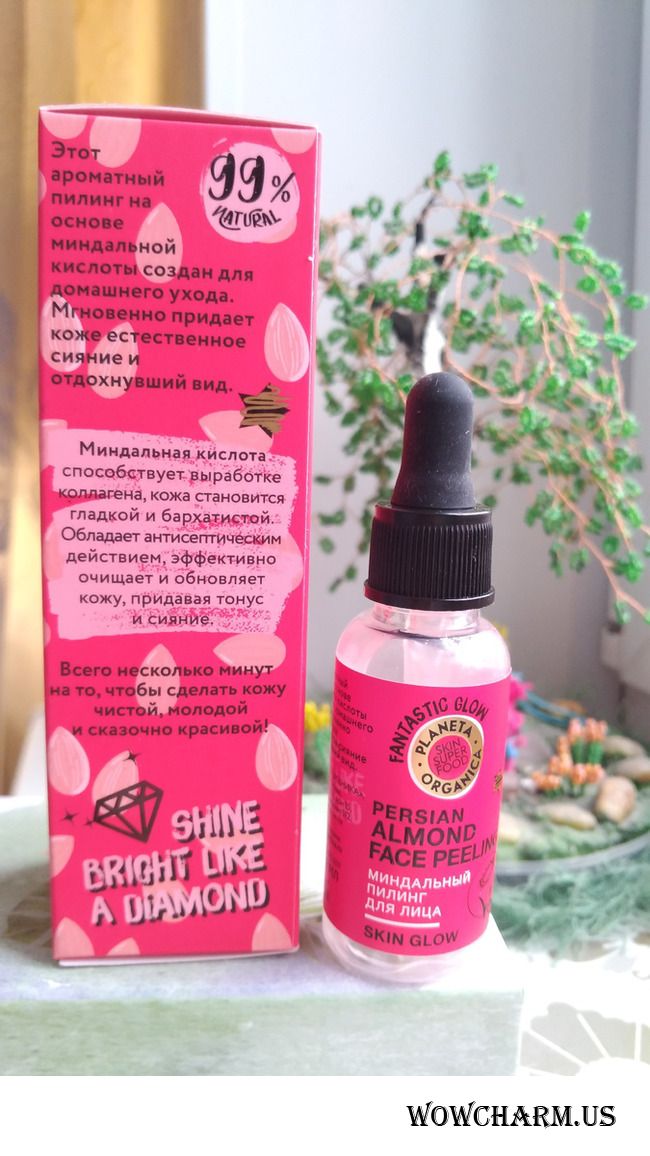 Этот
ароматный
пилинг на
основе
миндальной
кислоты создан для
домашнего ухода.
Мгновенно придает
коже естественное
сияние и
отдохнувший вид.
99%
NATURAL
Миндальная кислота
способствует выработке
коллагена, кожа становится
гладкой и бархатистой.
Обладает антисептическим
действием, эффективно
очищает и обновляет
кожу, придавая тонус
и сияние.
Всего несколько минут
на то, чтобы сделать кожу
чистой, молодой
и сказочно красивой!
SHINE
BRIGHT LIKE
A DIAMOND
FANTASTIC GLOW
PLANETA
SKIN
SUPER
FOOD
ORGANICA
PERSIAN
ALMOND
FACE PEELING
МИНДАЛЬНЫЙ
ПИЛИНГ
ДЛЯ ЛИЦА
SKIN GLOW
WOWCHARM.US